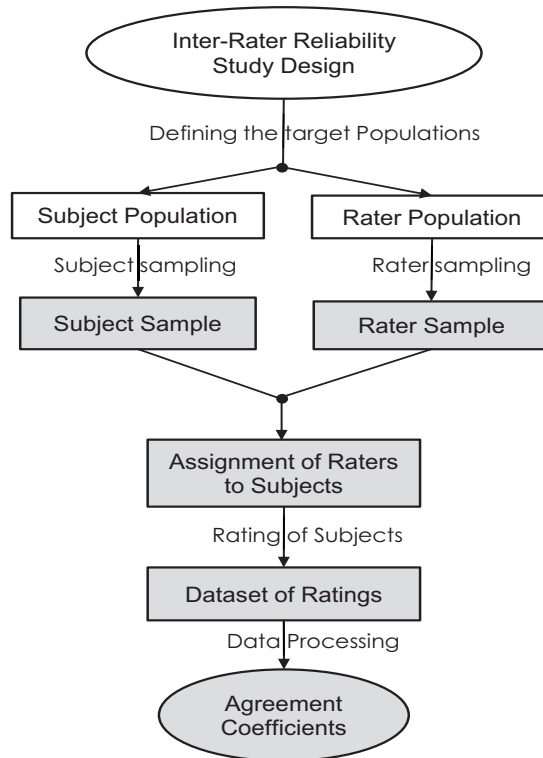 Inter-Rater Reliability
Study Design
Defining the target Populations
Subject Population
Rater Population
Subject sampling
Rater sampling
Subject Sample
Rater Sample
Assignment of Raters
to Subjects
Rating of Subjects
Dataset of Ratings
Data Processing
Agreement
Coefficients